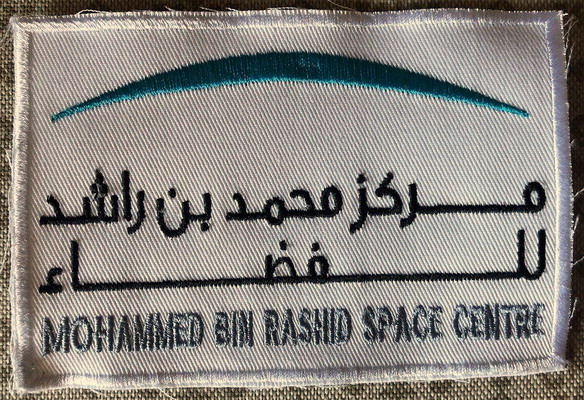 مركز محمد بن راشد
للفضاء
MOHAMMED BIN RASHID SPACE CENTRE